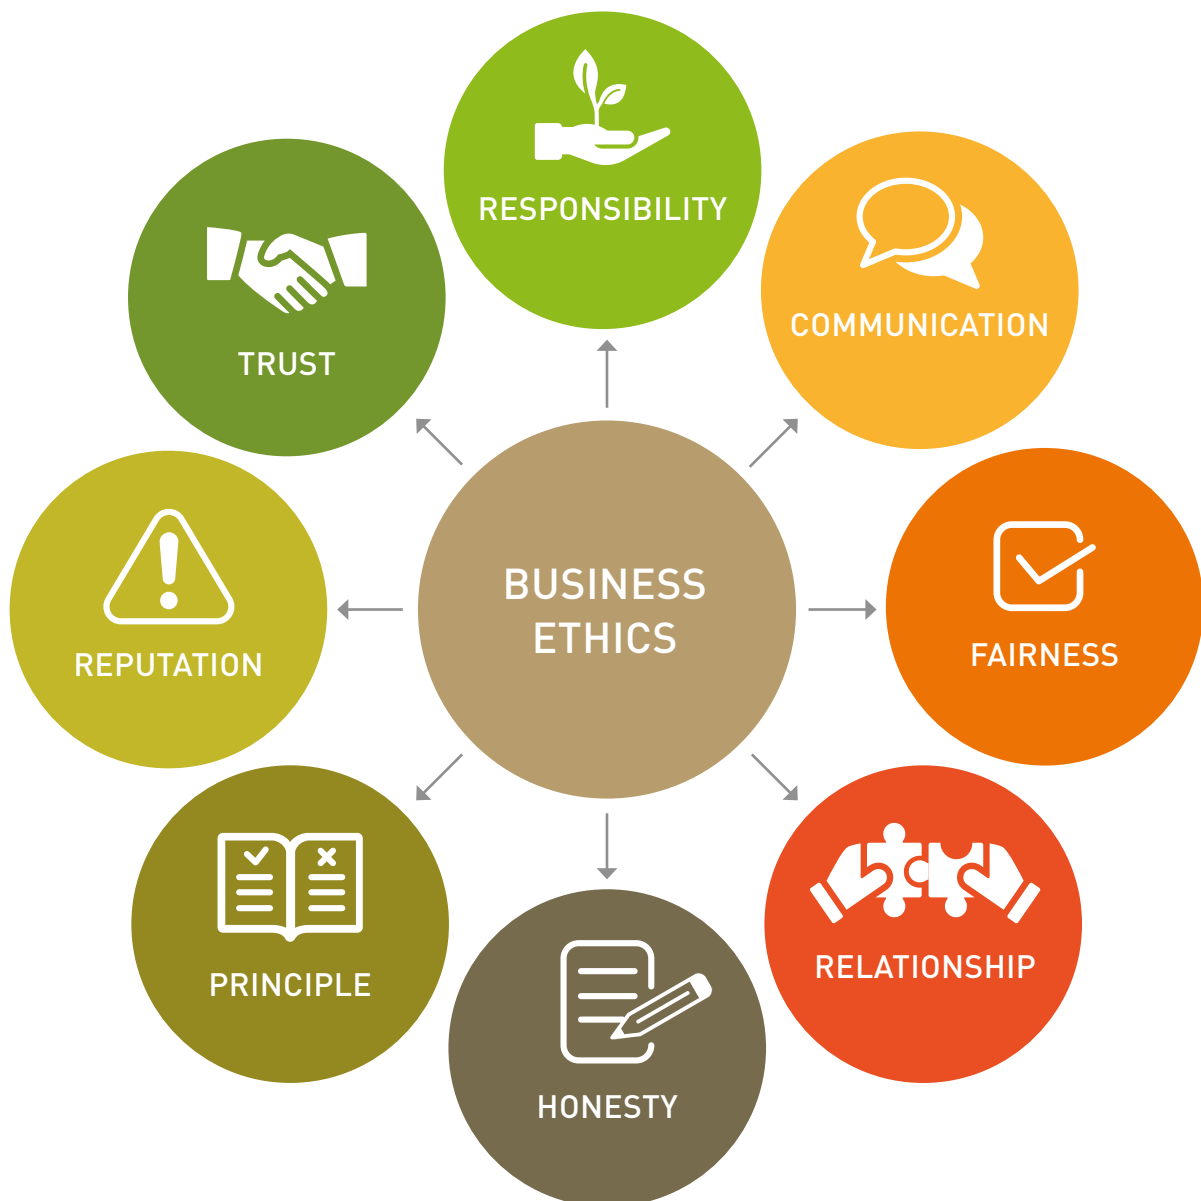 RESPONSIBILITY
COMMUNICATION
TRUST
BUSINESS
ETHICS
FAIRNESS
REPUTATION
RELATIONSHIP
PRINCIPLE
HONESTY